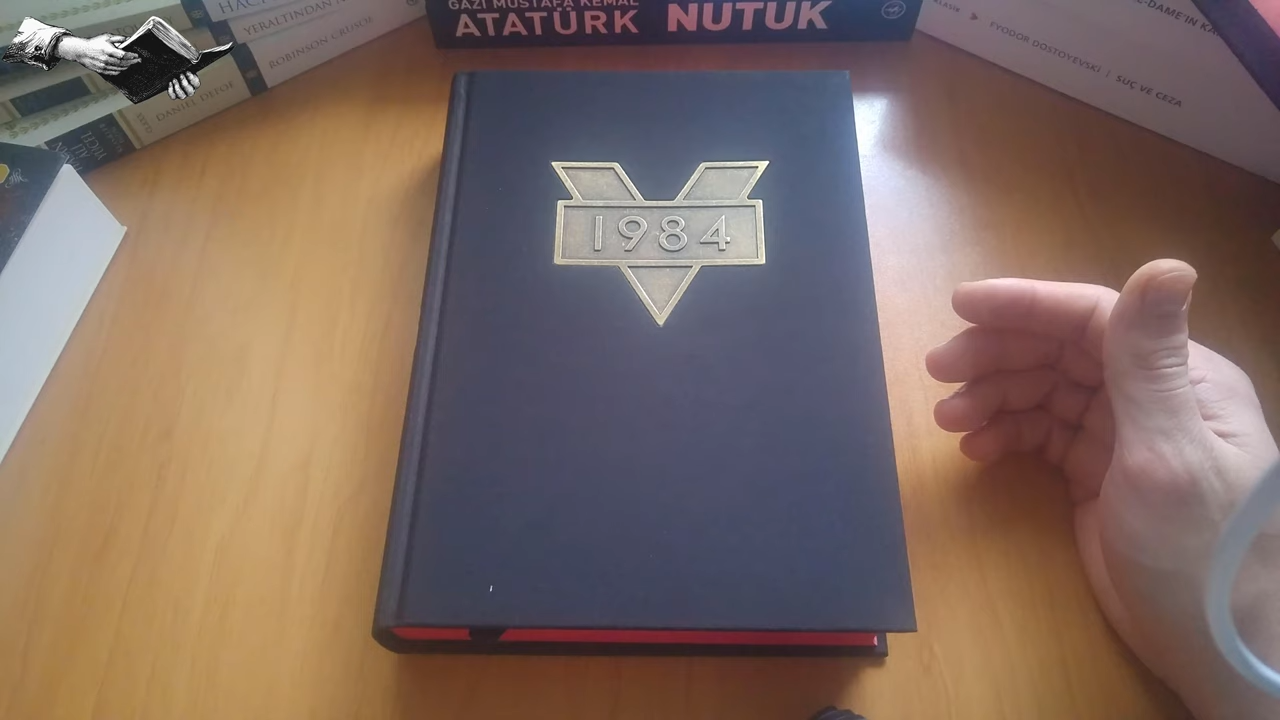 YERALTINDAN
ROBINSON CRUSOE
DANIEL DEFOE
GAZİ MUSTAFA KEMAL
ATATÜRK NUTUK
FYODOR DOSTOYEVSKİ | SUÇ VE CEZA
1984